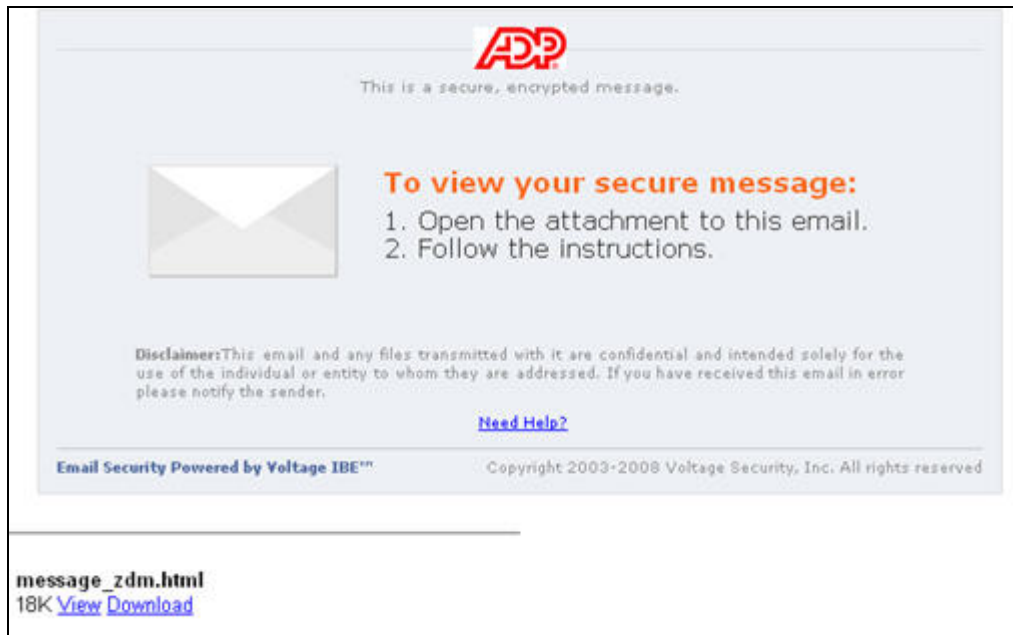 ADP
This is a secure, encrypted message.
To view your secure message:
1. Open the attachment to this email.
2. Follow the instructions.
Disclaimer:This email and any files transmitted with it are confidential and intended solely for the
use of the individual or entity to whom they are addressed. If you have received this email in error
please notify the sender.
Need Help?
Email Security Powered by Voltage IBE™ Copyright 2003-2008 Voltage Security, Inc. All rights reserved
message_zdm.html
18K View Download